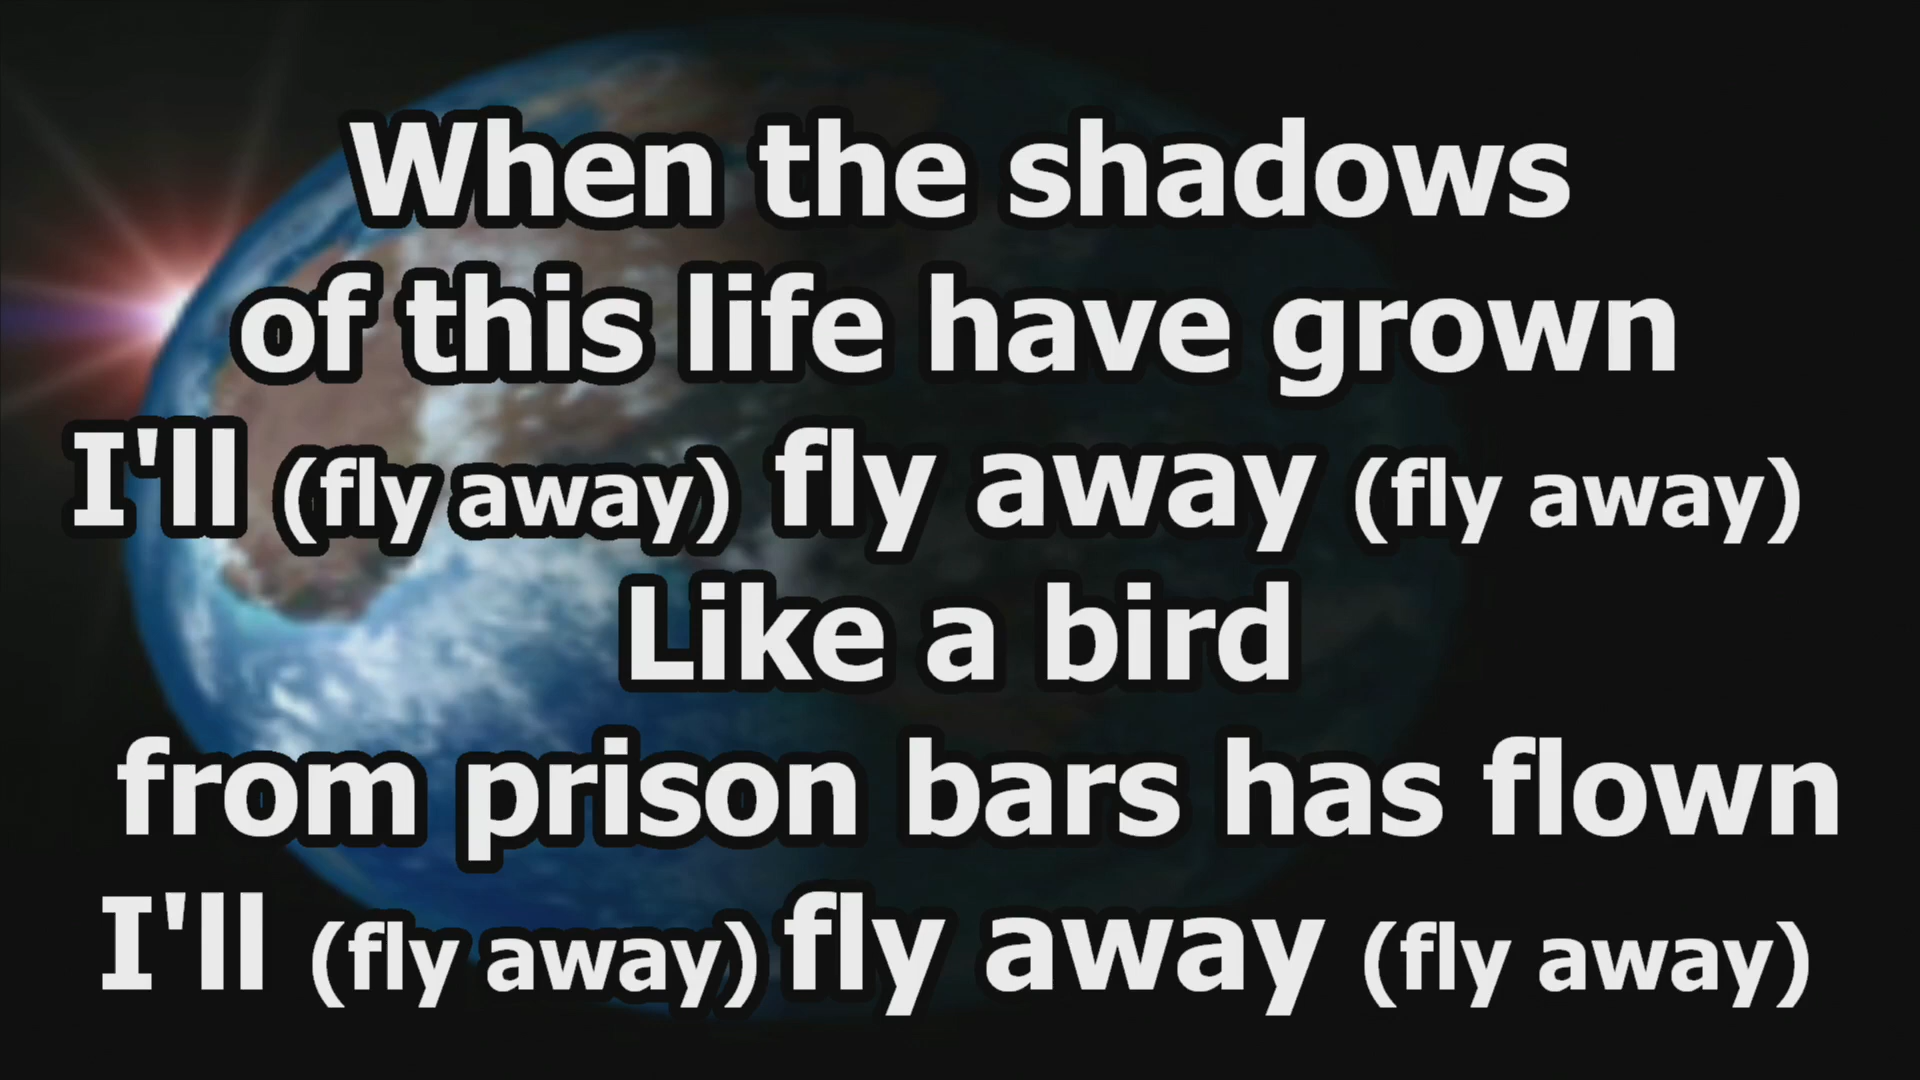 When the shadows
of this life have grown
I'll (fly away) fly away (fly away)
Like a bird
from prison bars has flown
I'll (fly away) fly away (fly away)